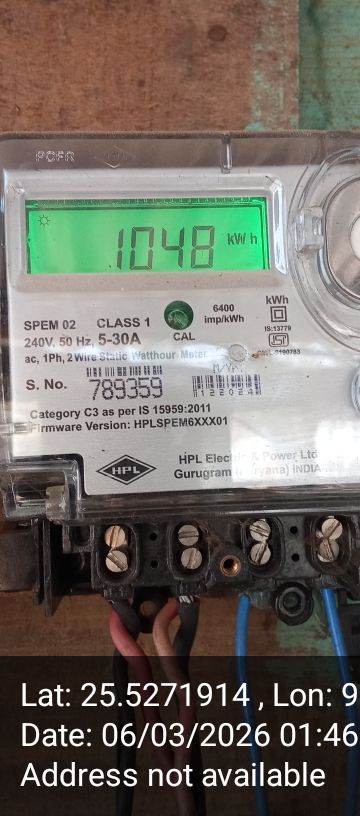 PCFR
1048 kWh
SPEM 02 CLASS 1
240V, 50 Hz, 5-30A
ac, 1Ph, 2 Wire Static Watthour Meter
CAL
6400
imp/kWh
kWh
IS:13779
S. No. 789359
Category C3 as per IS 15959:2011
Firmware Version: HPLSPEM6XXX01
HPL
HPL Electric & Power Ltd
Gurugram INDIA
Lat: 25.5271914 , Lon: 9
Date: 06/03/2026 01:46
Address not available